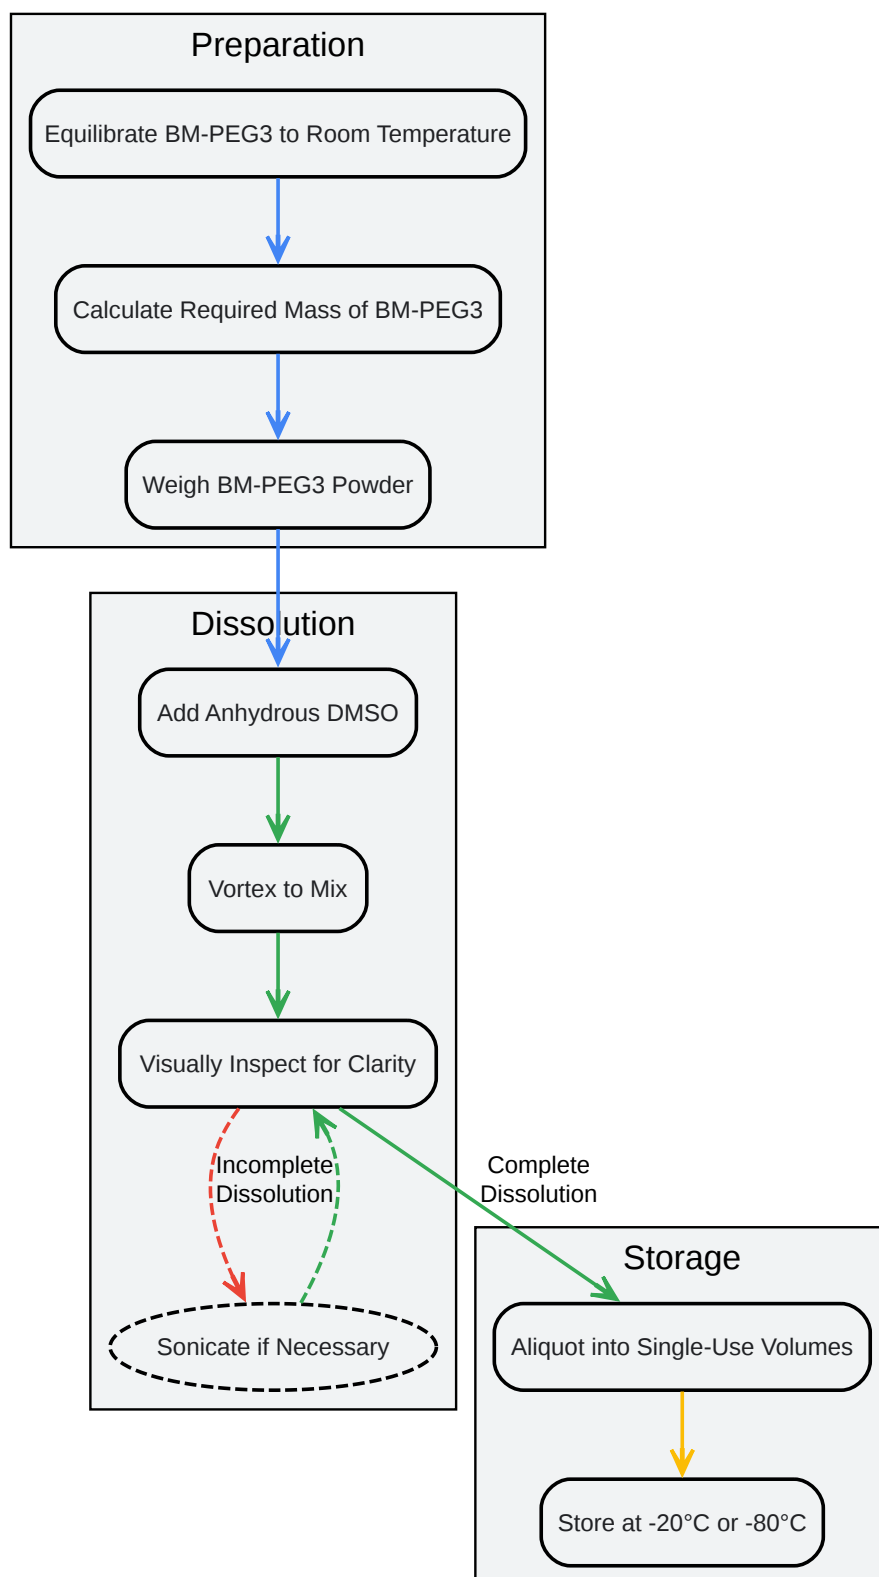 Preparation
Equilibrate BM-PEG3 to Room Temperature
Calculate Required Mass of BM-PEG3
Weigh BM-PEG3 Powder
Dissolution
Add Anhydrous DMSO
Vortex to Mix
Visually Inspect for Clarity
Incomplete
Dissolution
Complete
Dissolution
Sonicate if Necessary
Storage
Aliquot into Single-Use Volumes
Store at -20°C or -80°C